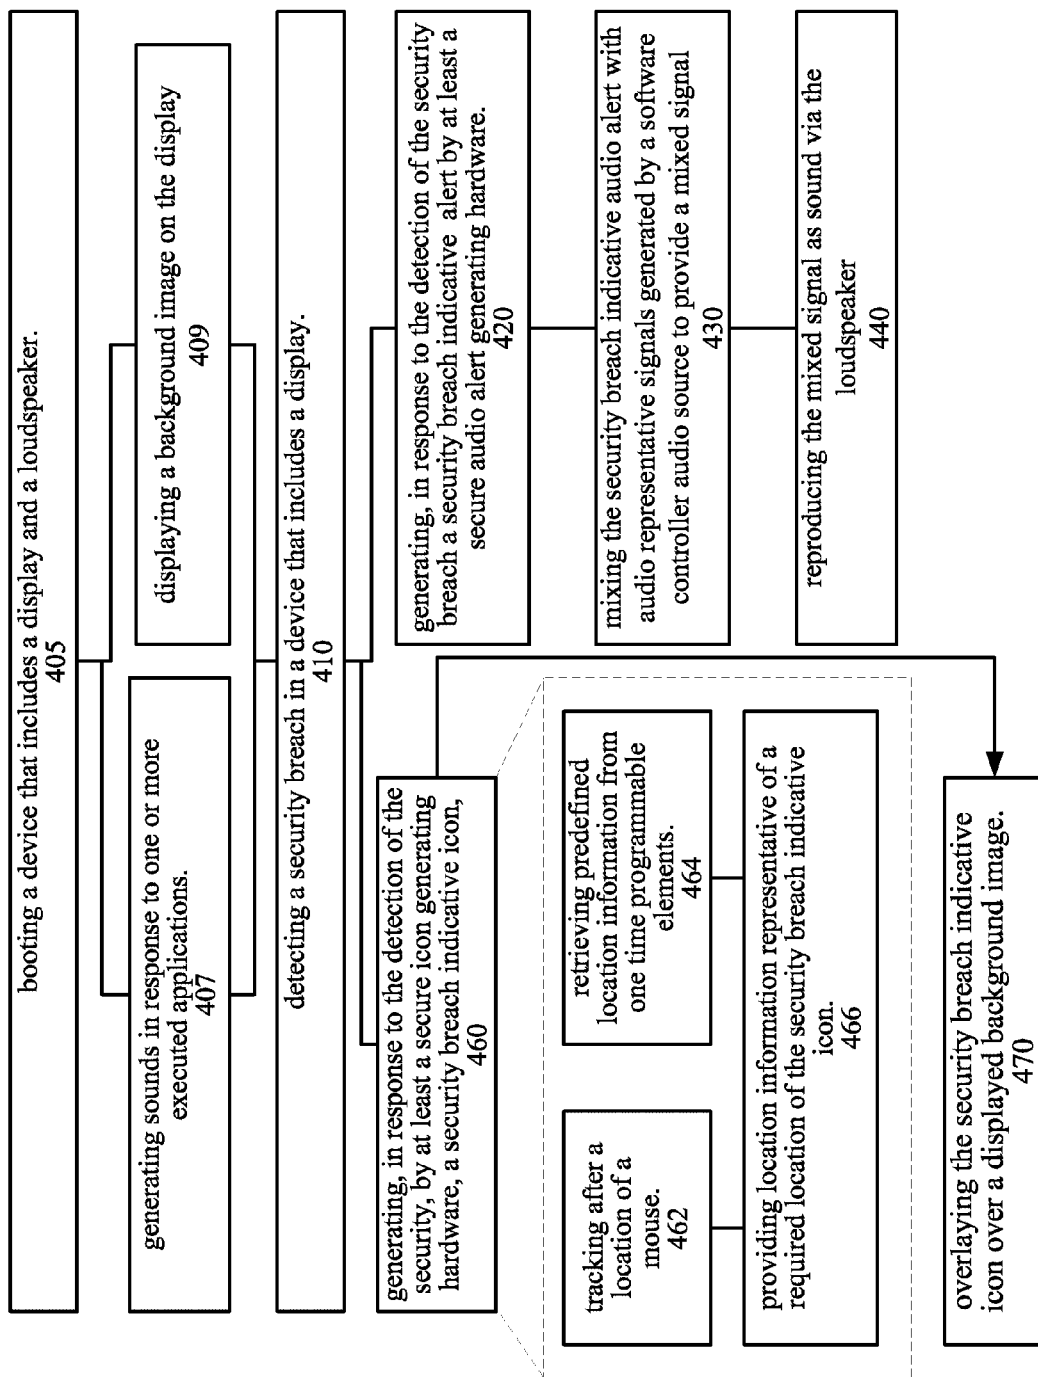 booting a device that includes a display and a loudspeaker.
405
generating sounds in response to one or more
executed applications.
407
displaying a background image on the display
409
detecting a security breach in a device that includes a display.
410
generating, in response to the detection of the
security, by at least a secure icon generating
hardware, a security breach indicative icon,
460
generating, in response to the detection of the security
breach a security breach indicative alert by at least a
secure audio alert generating hardware.
420
tracking after a
location of a
mouse.
462
retrieving predefined
location information from
one time programmable
elements.
464
mixing the security breach indicative audio alert with
audio representative signals generated by a software
controller audio source to provide a mixed signal
430
providing location information representative of a
required location of the security breach indicative
icon.
466
reproducing the mixed signal as sound via the
loudspeaker
440
overlaying the security breach indicative
icon over a displayed background image.
470